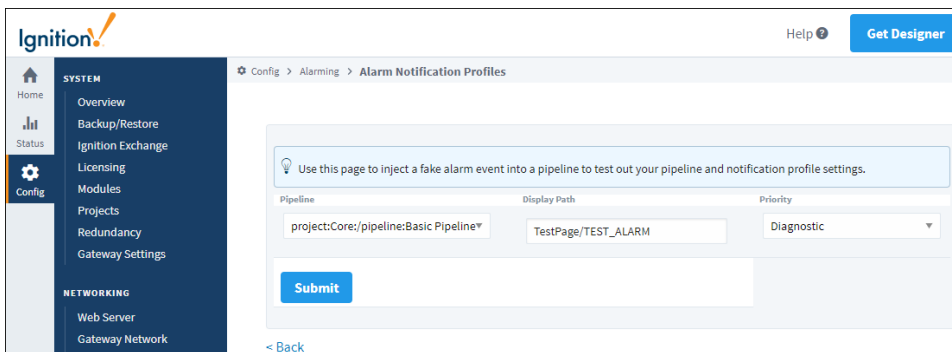 Ignition!
Help ?
Get Designer
Home
Status
Config
SYSTEM
Overview
Backup/Restore
Ignition Exchange
Licensing
Modules
Projects
Redundancy
Gateway Settings
NETWORKING
Web Server
Gateway Network
Config > Alarming > Alarm Notification Profiles
Use this page to inject a fake alarm event into a pipeline to test out your pipeline and notification profile settings.
Pipeline Display Path Priority
project:Core:/pipeline:Basic Pipeline TestPage/TEST_ALARM Diagnostic
Submit
< Back